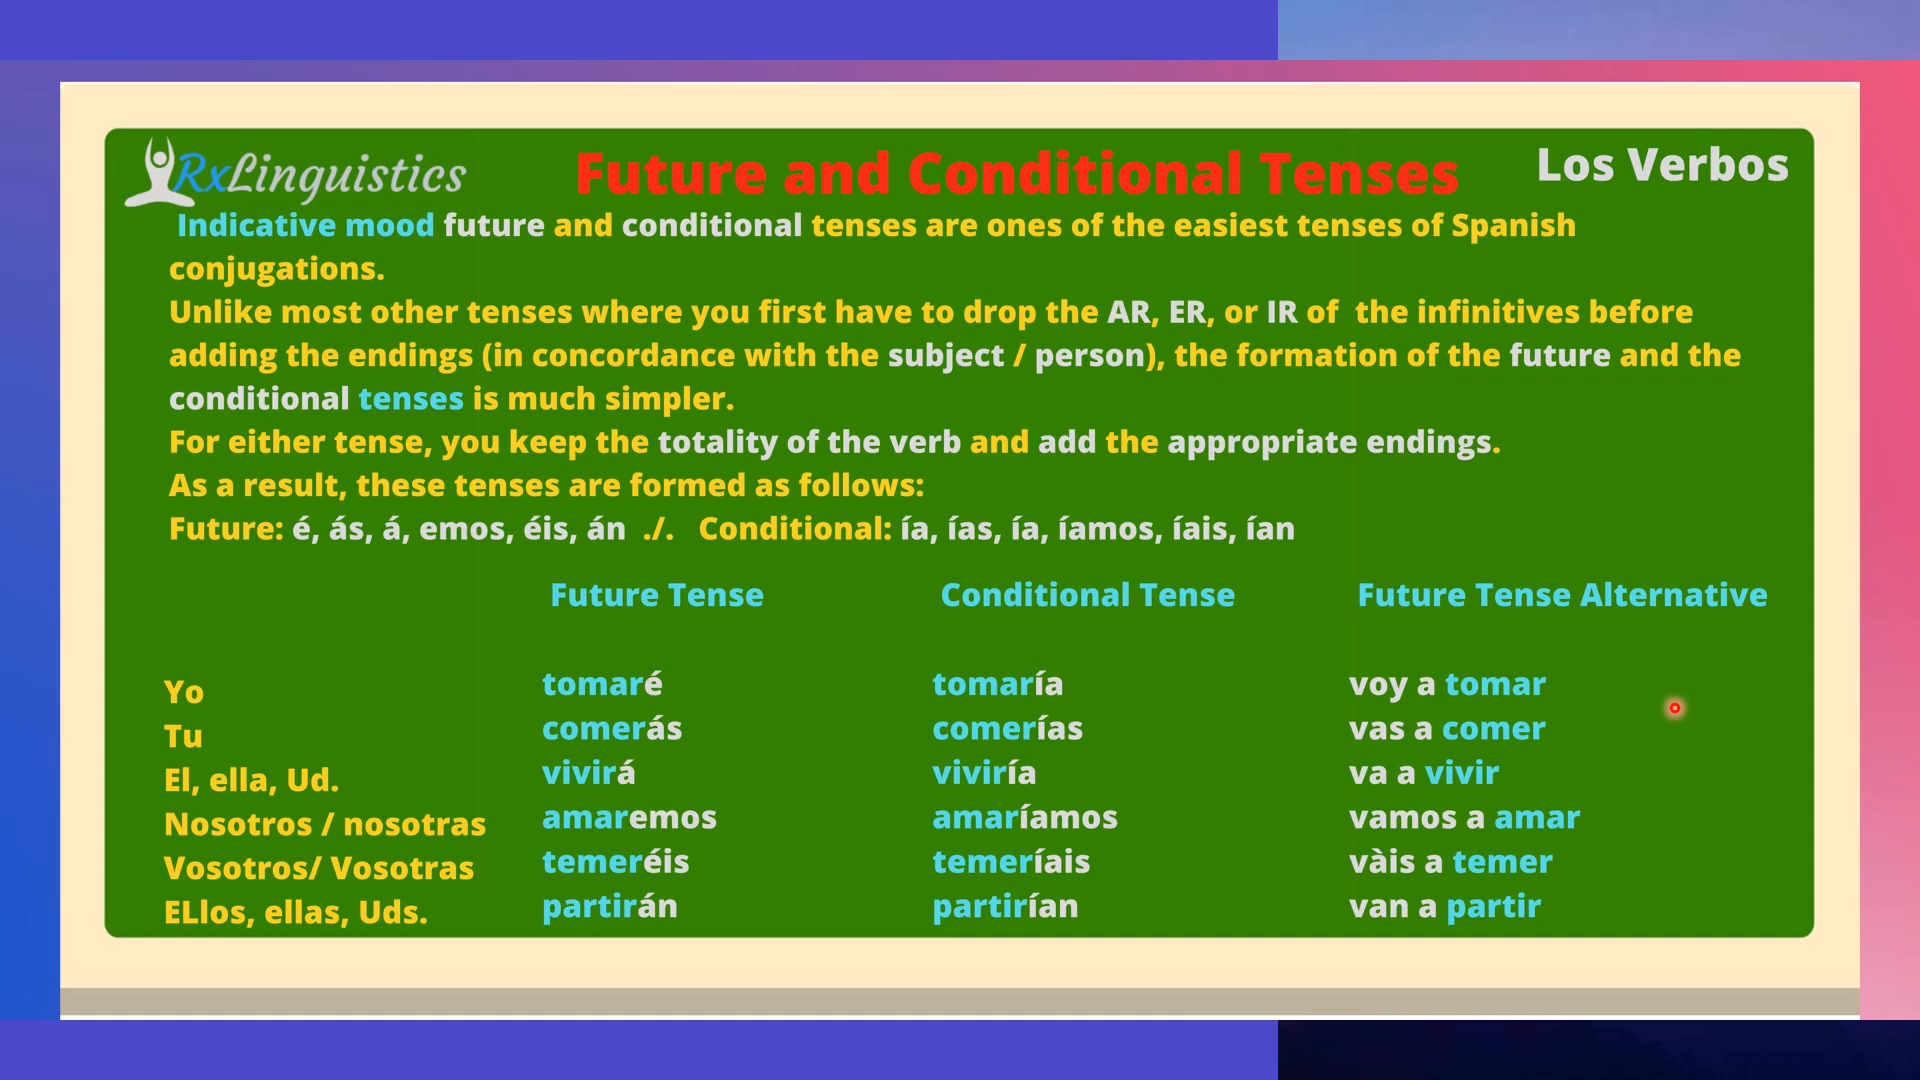 RxLinguistics
Future and Conditional Tenses
Los Verbos
Indicative mood future and conditional tenses are ones of the easiest tenses of Spanish
conjugations.
Unlike most other tenses where you first have to drop the AR, ER, or IR of the infinitives before
adding the endings (in concordance with the subject / person), the formation of the future and the
conditional tenses is much simpler.
For either tense, you keep the totality of the verb and add the appropriate endings.
As a result, these tenses are formed as follows:
Future: é, ás, á, emos, éis, án ./. Conditional: ía, ías, ía, íamos, íais, ían
Future Tense Conditional Tense Future Tense Alternative
Yo tomaré tomaría voy a tomar
Tu comerás comerías vas a comer
El, ella, Ud. vivirá viviría va a vivir
Nosotros / nosotras amaremos amaríamos vamos a amar
Vosotros/ Vosotras temeréis temeríais vàis a temer
ELlos, ellas, Uds. partirán partirían van a partir